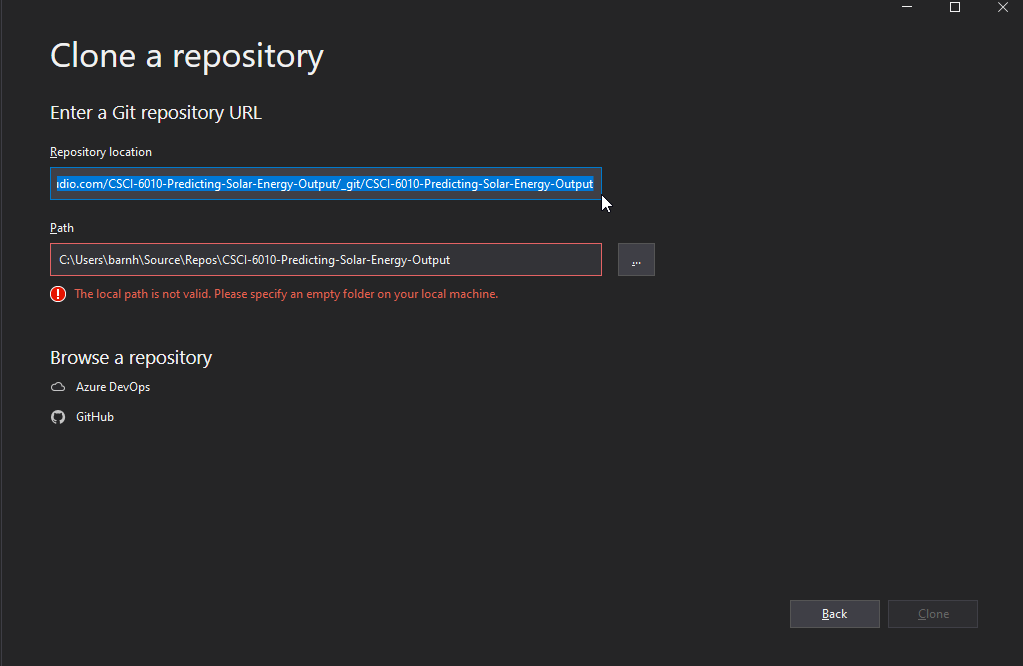 Clone a repository
Enter a Git repository URL
Repository location
dio.com/CSCI-6010-Predicting-Solar-Energy-Output/_git/CSCI-6010-Predicting-Solar-Energy-Output
Path
C:\Users\barnh\Source\Repos\CSCI-6010-Predicting-Solar-Energy-Output
...
The local path is not valid. Please specify an empty folder on your local machine.
Browse a repository
Azure DevOps
GitHub
Back
Clone